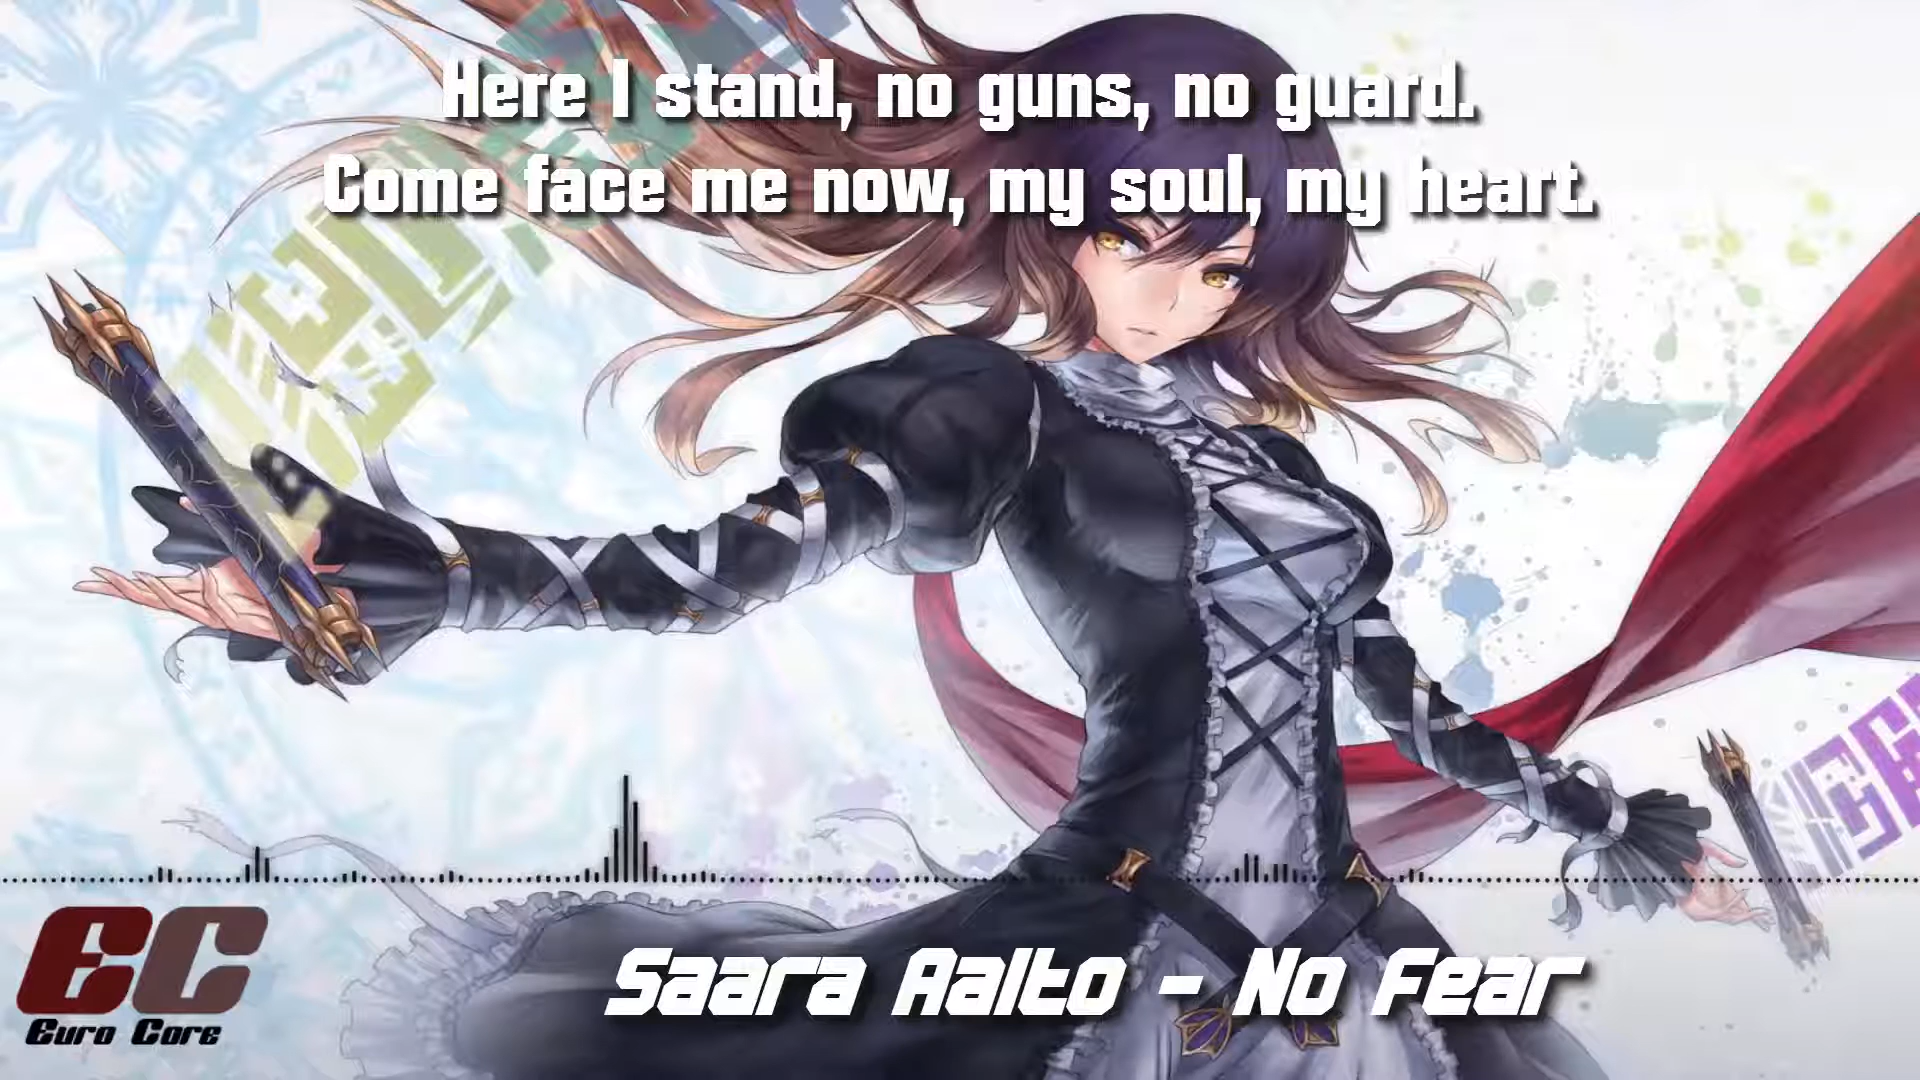 Here I stand, no guns, no guard.
Come face me now, my soul, my heart.
EC
Euro Core
Saara Aalto - No Fear